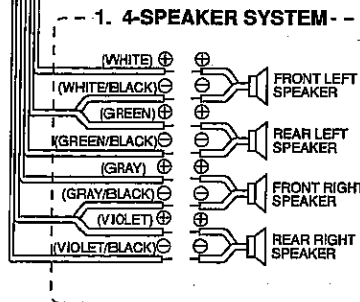 1. 4-SPEAKER SYSTEM
(WHITE) ⊕ ⊕
(WHITE/BLACK) ⊖ ⊖
FRONT LEFT
SPEAKER
(GREEN) ⊕ ⊕
(GREEN/BLACK) ⊖ ⊖
REAR LEFT
SPEAKER
(GRAY) ⊕ ⊕
(GRAY/BLACK) ⊖ ⊖
FRONT RIGHT
SPEAKER
(VIOLET) ⊕ ⊕
(VIOLET/BLACK) ⊖ ⊖
REAR RIGHT
SPEAKER